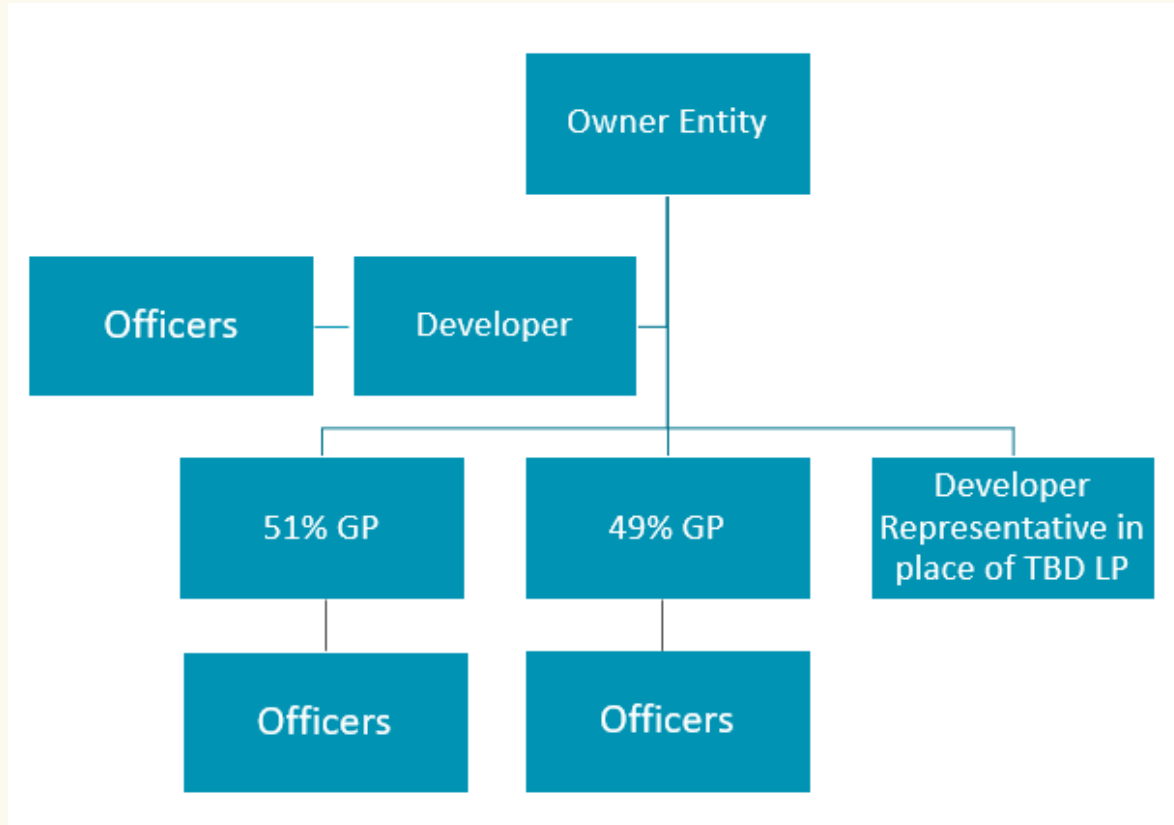 Owner Entity
Officers
Developer
51% GP
49% GP
Developer
Representative in
place of TBD LP
Officers
Officers